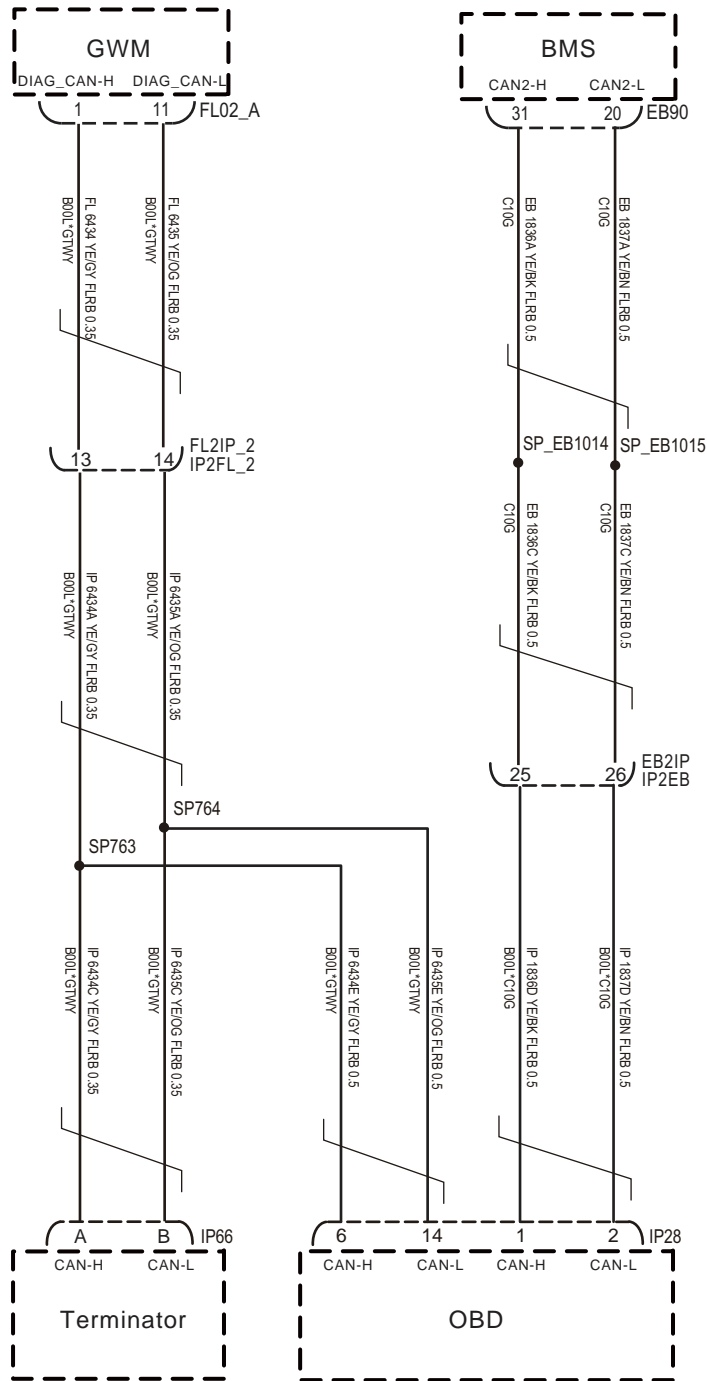 GWM
BMS
DIAG_CAN-H DIAG_CAN-L
CAN2-H CAN2-L
1 11 FL02_A
31 20 EB90
FL 6434 YE/GY FLRB 0.35
B00L*GTWY
FL 6435 YE/OG FLRB 0.35
B00L*GTWY
EB 1836A YE/BK FLRB 0.5
C10G
EB 1837A YE/BN FLRB 0.5
C10G
13 14 FL2IP_2
IP2FL_2
SP_EB1014 SP_EB1015
IP 6434A YE/GY FLRB 0.35
B00L*GTWY
IP 6435A YE/OG FLRB 0.35
B00L*GTWY
EB 1836C YE/BK FLRB 0.5
C10G
EB 1837C YE/BN FLRB 0.5
C10G
25 26 EB2IP
IP2EB
SP764
SP763
IP 6434C YE/GY FLRB 0.35
B00L*GTWY
IP 6435C YE/OG FLRB 0.35
B00L*GTWY
IP 6434E YE/GY FLRB 0.5
B00L*GTWY
IP 6435E YE/OG FLRB 0.5
B00L*GTWY
IP 1836D YE/BK FLRB 0.5
B00L*C10G
IP 1837D YE/BN FLRB 0.5
B00L*C10G
A B IP66
6 14 1 2 IP28
CAN-H CAN-L
CAN-H CAN-L CAN-H CAN-L
Terminator
OBD